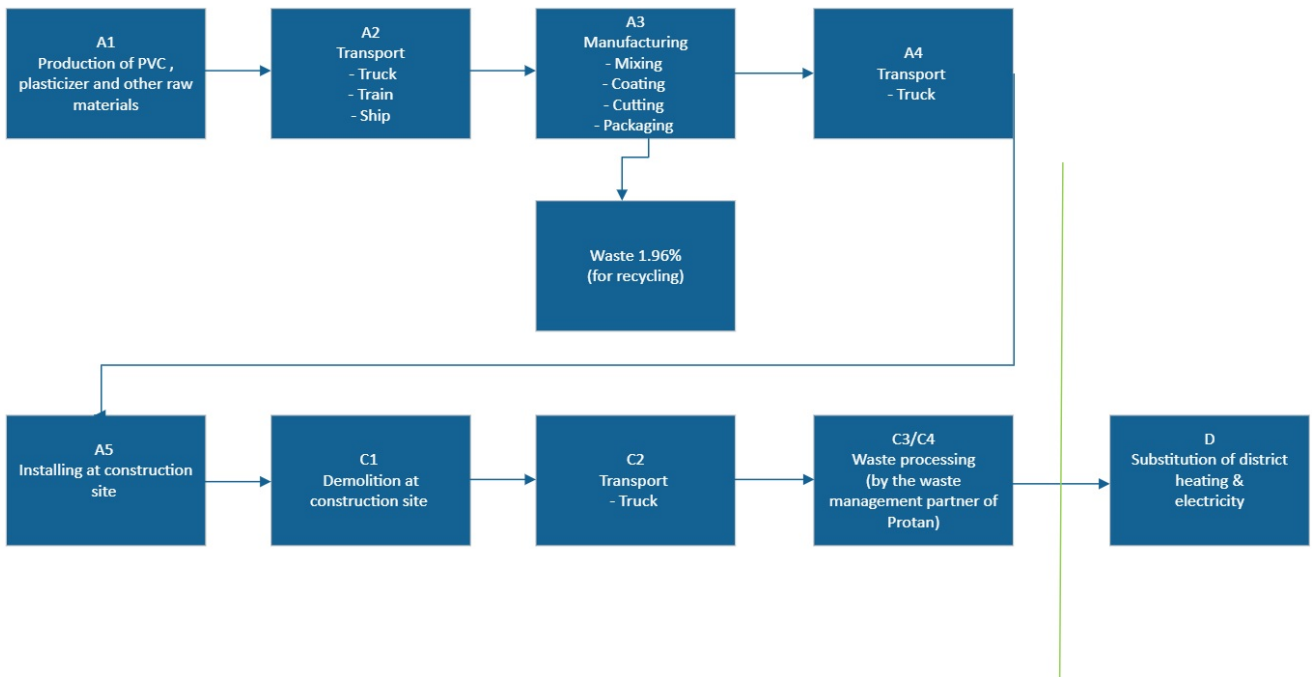 A1
Production of PVC ,
plasticizer and other raw
materials
A2
Transport
- Truck
- Train
- Ship
A3
Manufacturing
- Mixing
- Coating
- Cutting
- Packaging
A4
Transport
- Truck
Waste 1.96%
(for recycling)
A5
Installing at construction
site
C1
Demolition at
construction site
C2
Transport
- Truck
C3/C4
Waste processing
(by the waste
management partner of
Protan)
D
Substitution of district
heating &
electricity